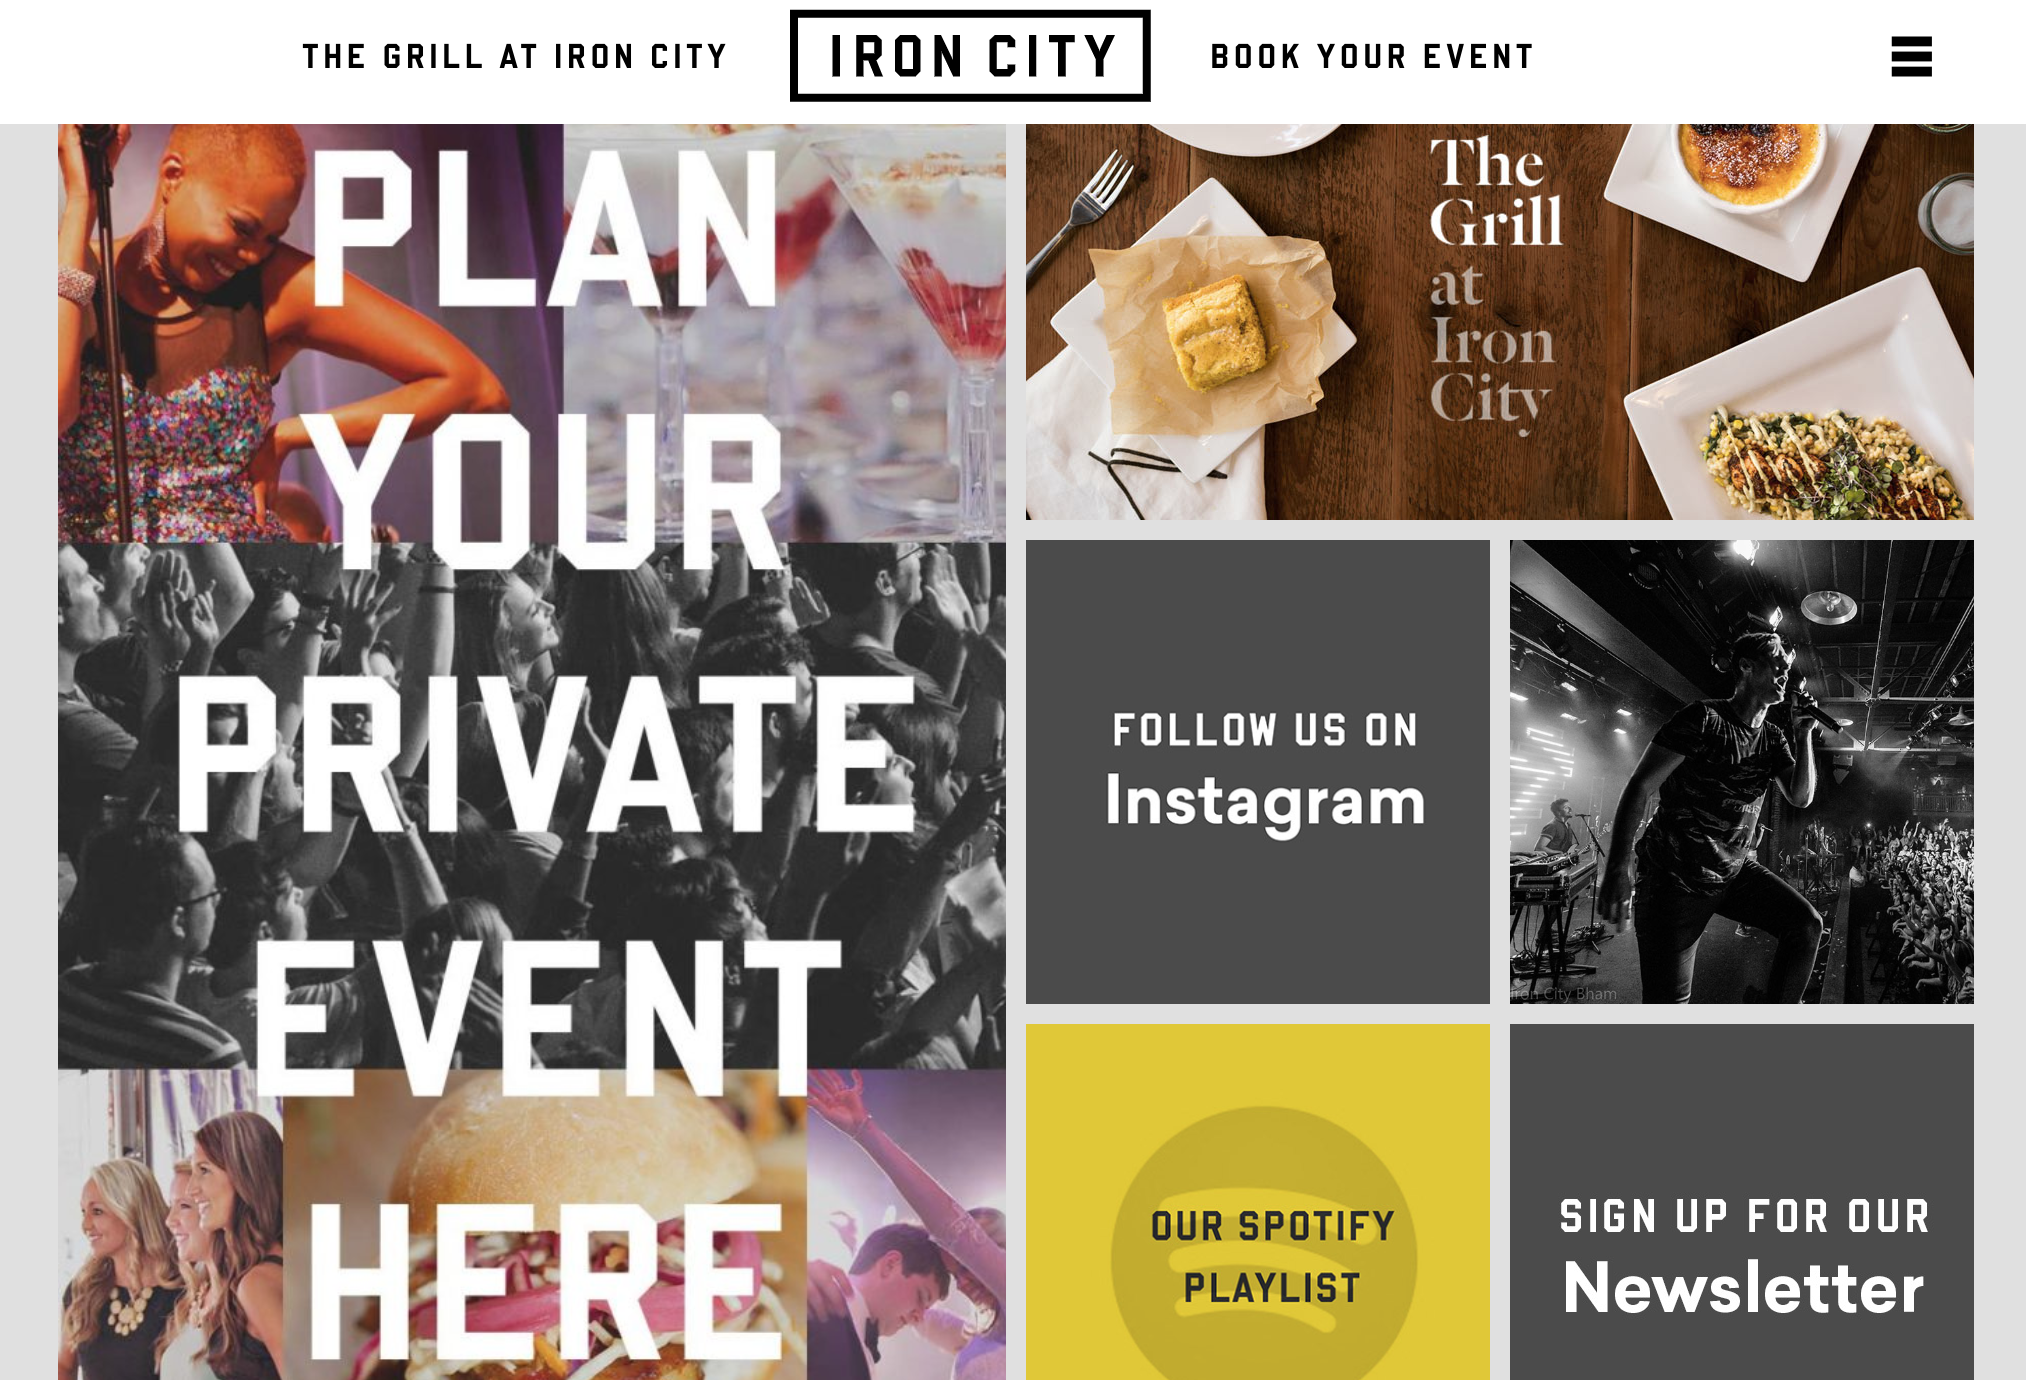 THE GRILL AT IRON CITY
IRON CITY
BOOK YOUR EVENT
PLAN
YOUR
PRIVATE
EVENT
HERE
The
Grill
at
Iron
City
FOLLOW US ON
Instagram
Iron City Bham
OUR SPOTIFY
PLAYLIST
SIGN UP FOR OUR
Newsletter